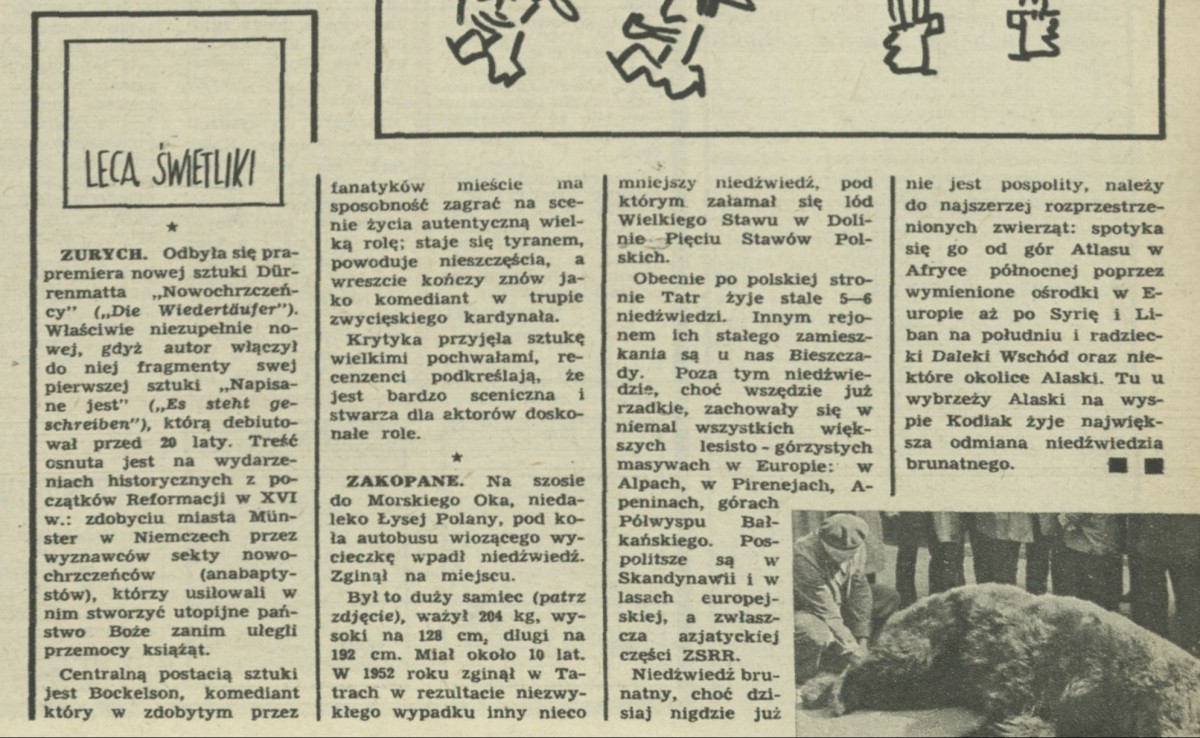 LECĄ ŚWIETLIKI
★
ZURYCH. Odbyła się pra-
premiera nowej sztuki Dür-
renmatta „Nowochrzczeń-
cy” („Die Wiedertäufer”).
Właściwie niezupełnie no-
wej, gdyż autor włączył
do niej fragmenty swej
pierwszej sztuki „Napisa-
ne jest” („Es steht ge-
schreiben”), którą debiuto-
wał przed 20 laty. Treść
osnuta jest na wydarze-
niach historycznych z po-
czątków Reformacji w XVI
w.: zdobyciu miasta Mün-
ster w Niemczech przez
wyznawców sekty nowo-
chrzczeńców (anabapty-
stów), którzy usiłowali w
nim stworzyć utopijne pań-
stwo Boże zanim ulegli
przemocy książąt.
Centralną postacią sztuki
jest Bockelson, komediant
który w zdobytym przez
fanatyków mieście ma
sposobność zagrać na sce-
nie życia autentyczną wiel-
ką rolę; staje się tyranem,
powoduje nieszczęścia, a
wreszcie kończy znów ja-
ko komediant w trupie
zwycięskiego kardynała.
Krytyka przyjęła sztukę
wielkimi pochwałami, re-
cenzenci podkreślają, że
jest bardzo sceniczna i
stwarza dla aktorów dosko-
nałe role.
★
ZAKOPANE. Na szosie
do Morskiego Oka, nieda-
leko Łysej Polany, pod ko-
ła autobusu wiozącego wy-
cieczkę wpadł niedźwiedź.
Zginął na miejscu.
Był to duży samiec (patrz
zdjęcie), ważył 204 kg, wy-
soki na 128 cm, długi na
192 cm. Miał około 10 lat.
W 1952 roku zginął w Ta-
trach w rezultacie niezwy-
kłego wypadku inny nieco
mniejszy niedźwiedź, pod
którym załamał się lód
Wielkiego Stawu w Doli-
nie Pięciu Stawów Pol-
skich.
Obecnie po polskiej stro-
nie Tatr żyje stale 5—6
niedźwiedzi. Innym rejo-
nem ich stałego zamiesz-
kania są u nas Bieszcza-
dy. Poza tym niedźwie-
dzie, choć wszędzie już
rzadkie, zachowały się w
niemal wszystkich więk-
szych lesisto-górzystych
masywach w Europie: w
Alpach, w Pirenejach, A-
peninach, górach
Półwyspu Bał-
kańskiego. Pos-
politsze są w
Skandynawii i w
lasach europej-
skiej, a zwłasz-
cza azjatyckiej
części ZSRR.
Niedźwiedź bru-
natny, choć dzi-
siaj nigdzie już
nie jest pospolity, należy
do najszerzej rozprzestrze-
nionych zwierząt: spotyka
się go od gór Atlasu w
Afryce północnej poprzez
wymienione ośrodki w E-
uropie aż po Syrię i Li-
ban na południu i radziec-
ki Daleki Wschód oraz nie-
które okolice Alaski. Tu u
wybrzeży Alaski na wys-
pie Kodiak żyje najwięk-
sza odmiana niedźwiedzia
brunatnego. ■ ■